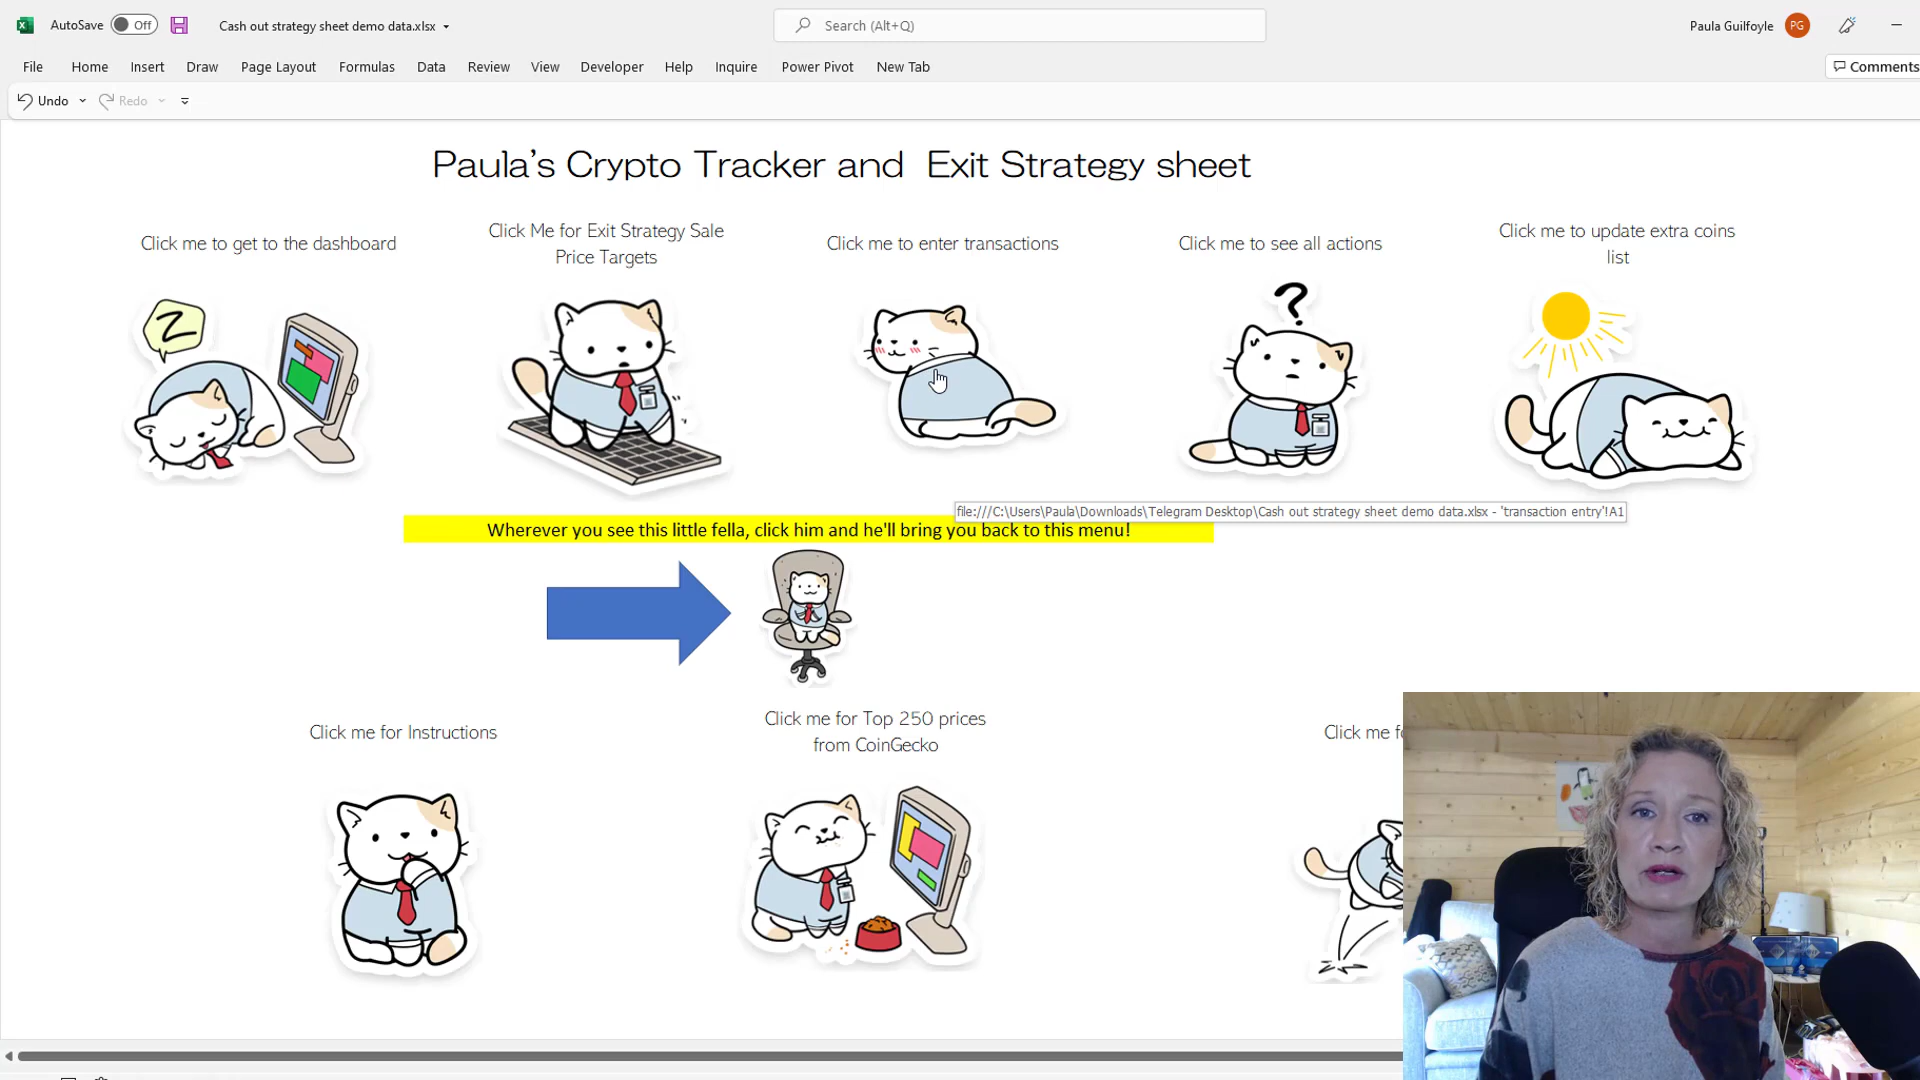 AutoSave Off Cash out strategy sheet demo data.xlsx Search (Alt+Q) Paula Guilfoyle PG
File Home Insert Draw Page Layout Formulas Data Review View Developer Help Inquire Power Pivot New Tab Comments
Undo Redo
Paula's Crypto Tracker and Exit Strategy sheet
Click me to get to the dashboard
Click Me for Exit Strategy Sale
Price Targets
Click me to enter transactions
Click me to see all actions
Click me to update extra coins
list
Z
?
file:///C:\Users\Paula\Downloads\Telegram Desktop\Cash out strategy sheet demo data.xlsx - 'transaction entry'!A1
Wherever you see this little fella, click him and he'll bring you back to this menu!
Click me for Instructions
Click me for Top 250 prices
from CoinGecko
Click me